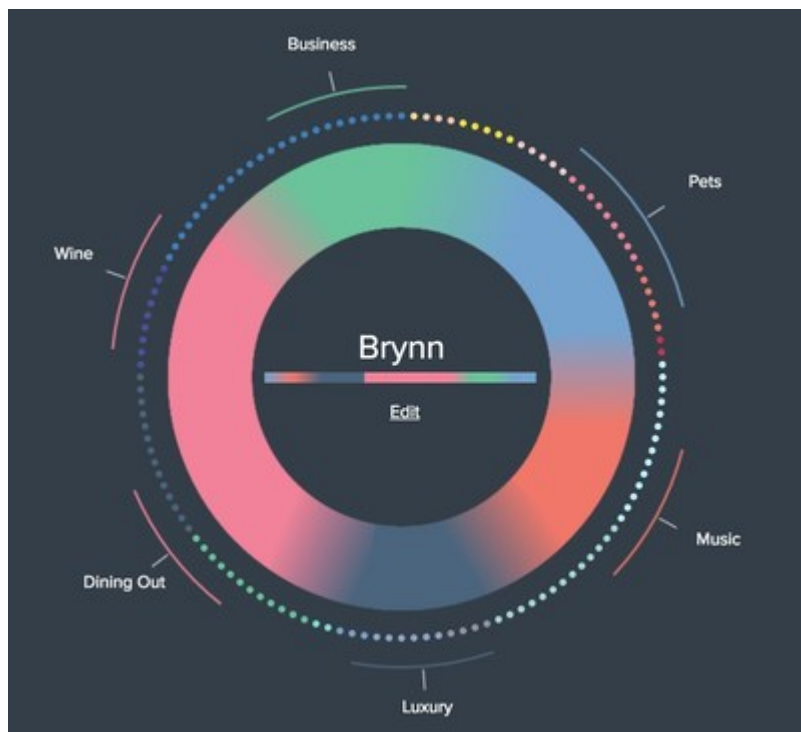 Business
Pets
Wine
Brynn
Edit
Music
Dining Out
Luxury